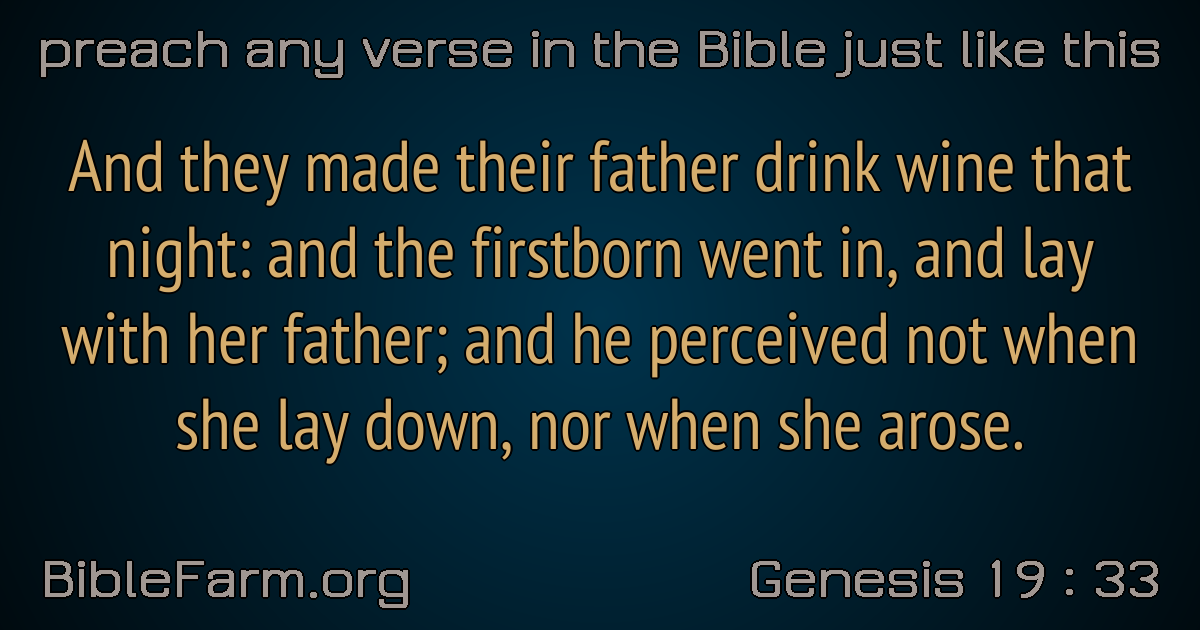 preach any verse in the Bible just like this
And they made their father drink wine that
night: and the firstborn went in, and lay
with her father; and he perceived not when
she lay down, nor when she arose.
BibleFarm.org
Genesis 19 : 33